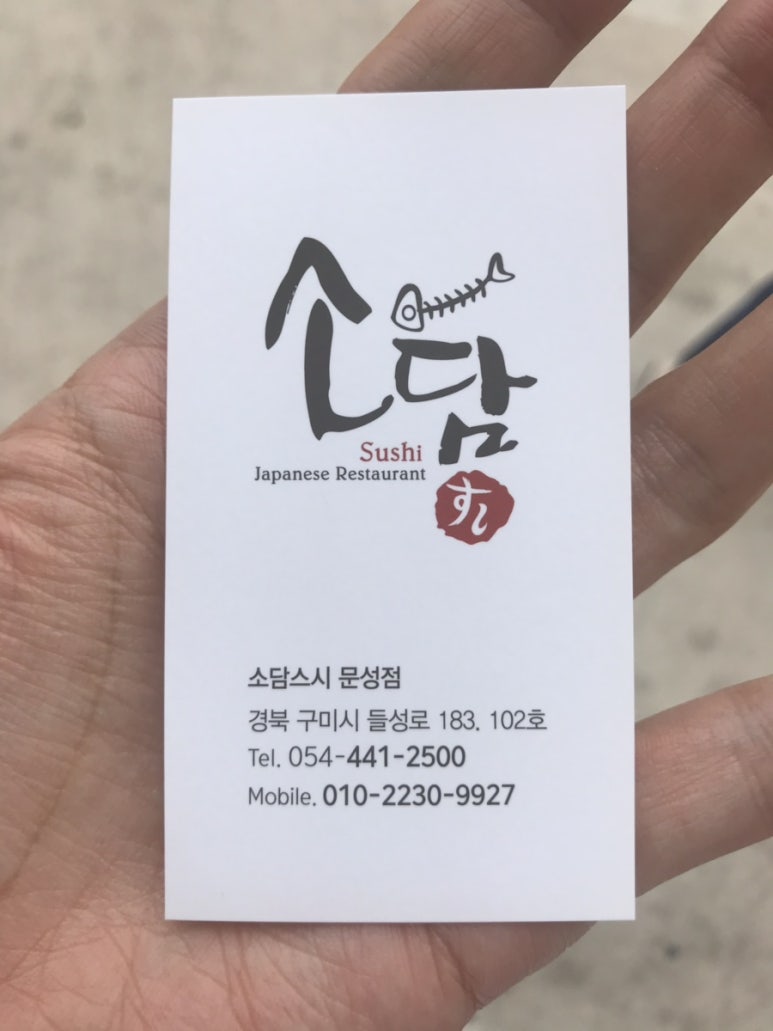 소담
Sushi
Japanese Restaurant
すし
소담스시 문성점
경북 구미시 들성로 183. 102호
Tel. 054-441-2500
Mobile. 010-2230-9927